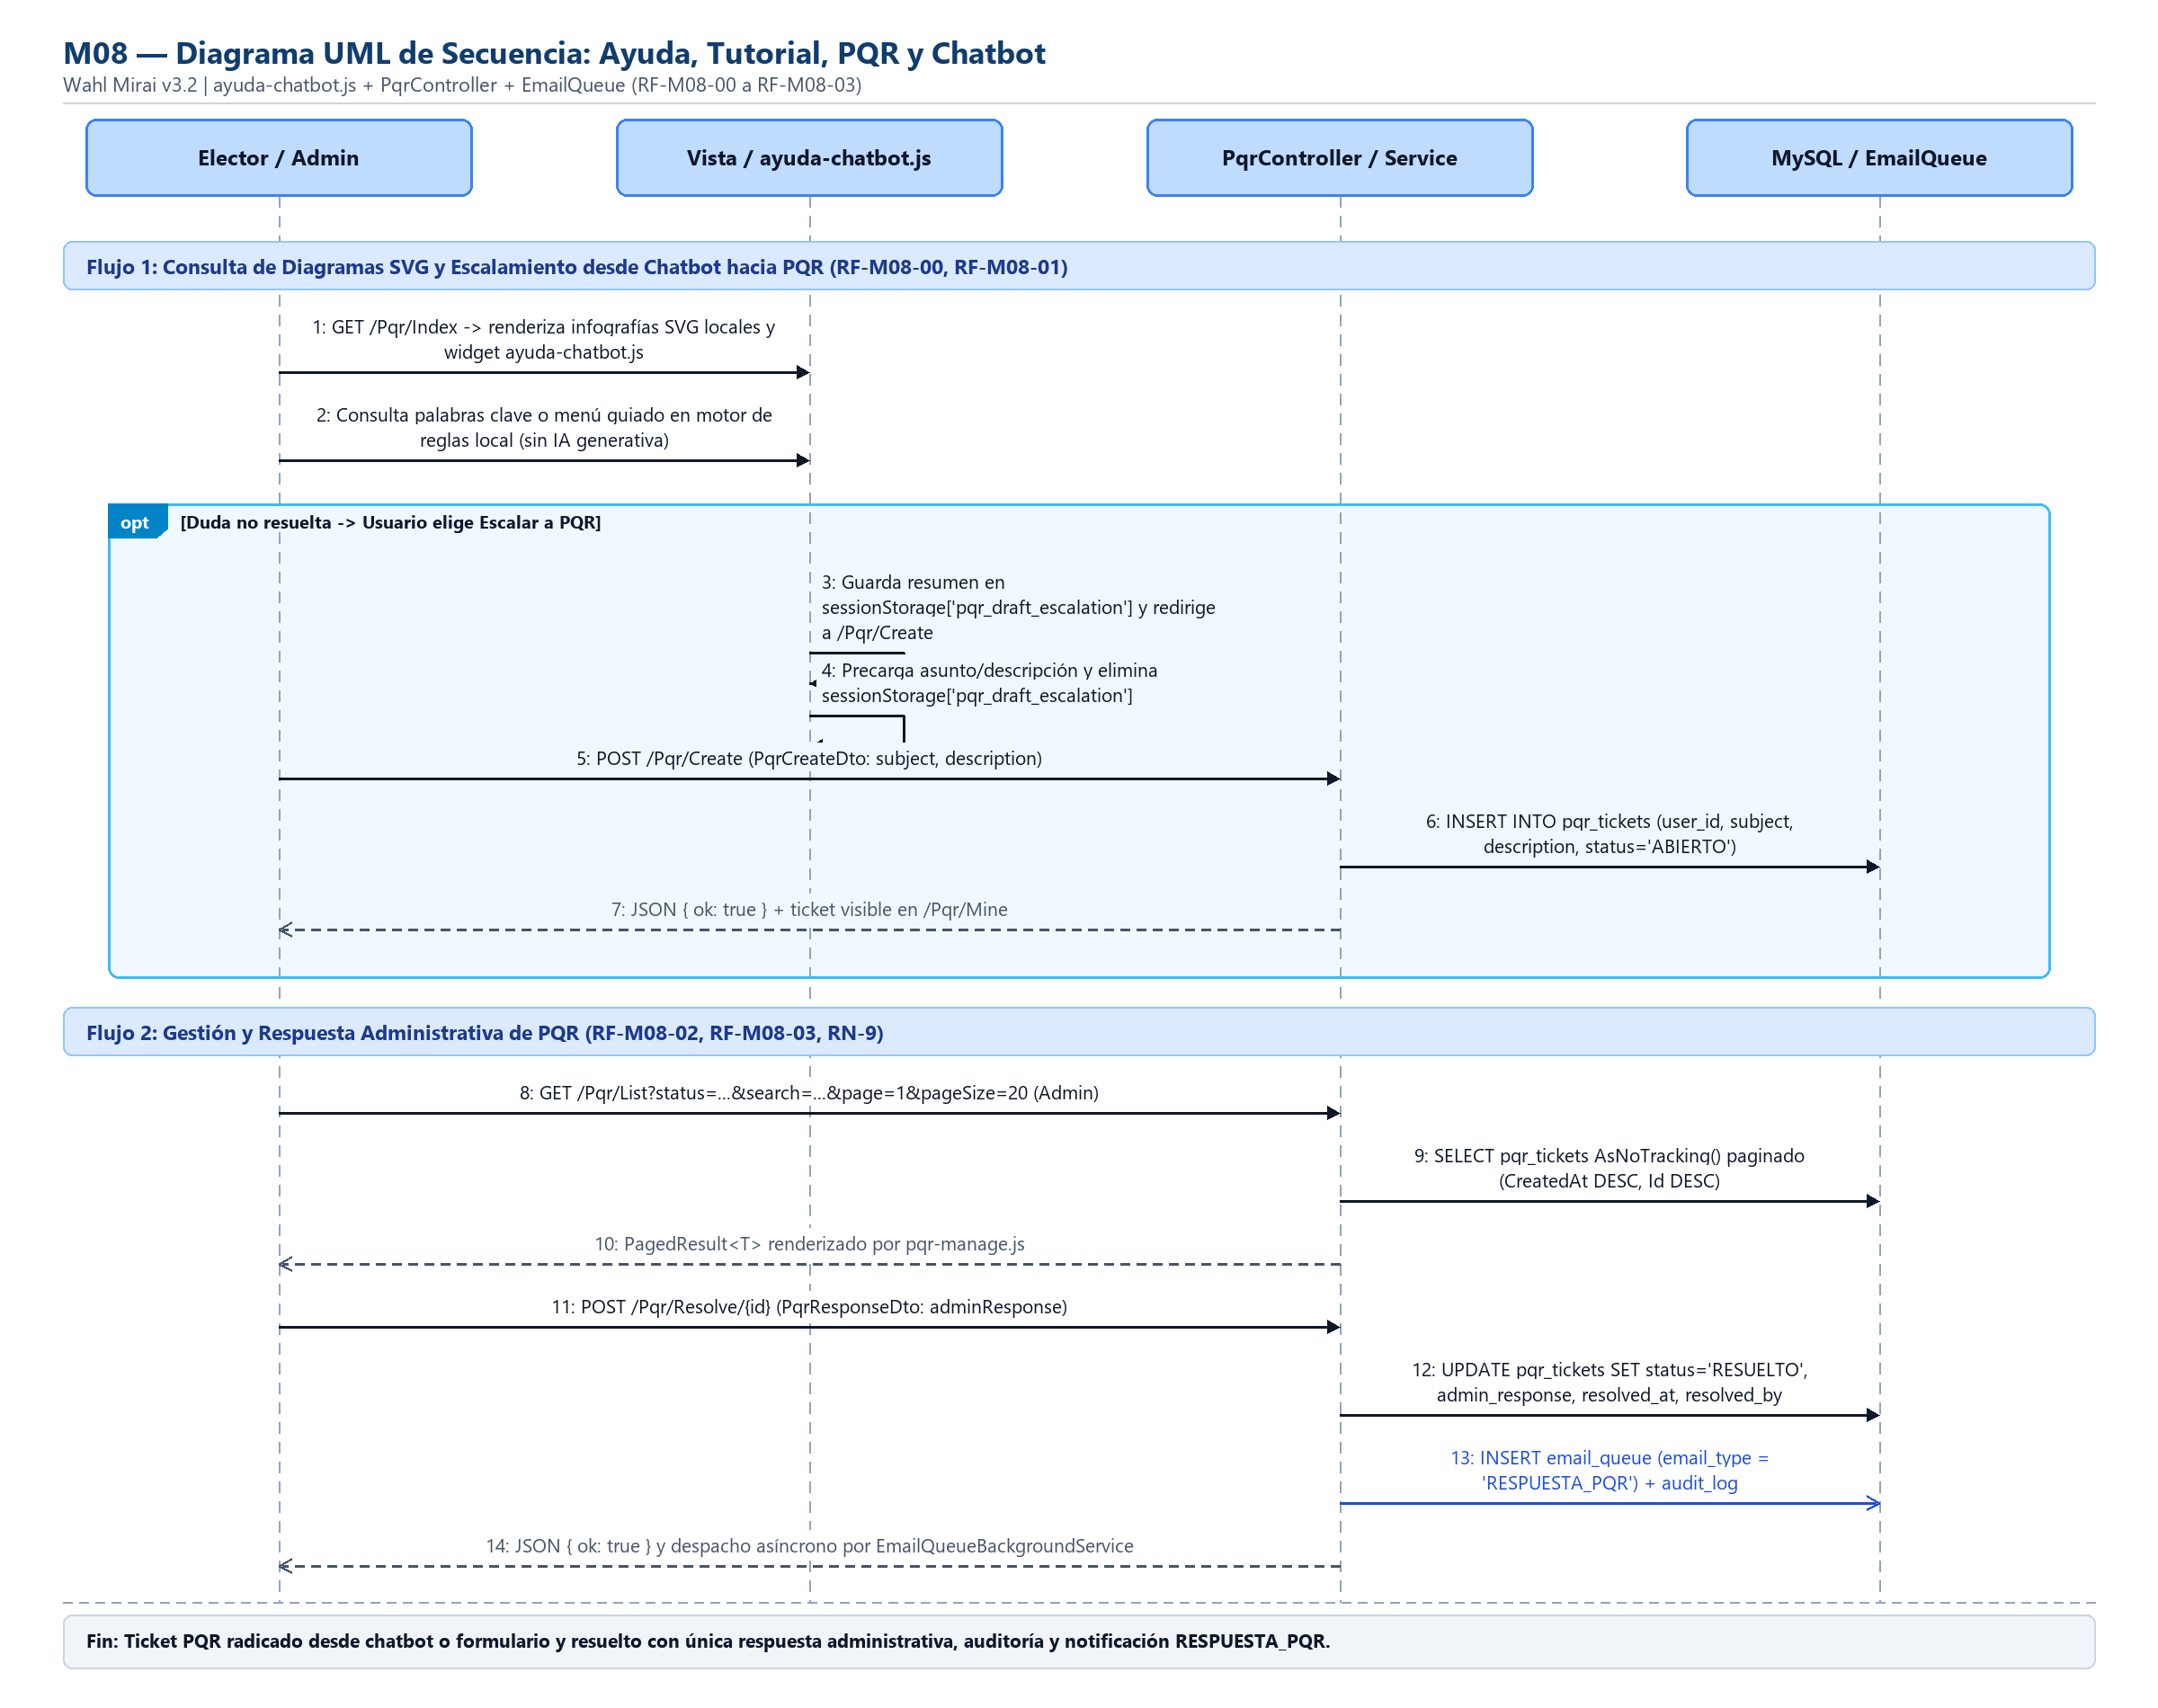 M08 — Diagrama UML de Secuencia: Ayuda, Tutorial, PQR y Chatbot
Wahl Mirai v3.2 | ayuda-chatbot.js + PqrController + EmailQueue (RF-M08-00 a RF-M08-03)
Elector / Admin
Vista / ayuda-chatbot.js
PqrController / Service
MySQL / EmailQueue
Flujo 1: Consulta de Diagramas SVG y Escalamiento desde Chatbot hacia PQR (RF-M08-00, RF-M08-01)
1: GET /Pqr/Index -> renderiza infografías SVG locales y
widget ayuda-chatbot.js
2: Consulta palabras clave o menú guiado en motor de
reglas local (sin IA generativa)
opt
[Duda no resuelta -> Usuario elige Escalar a PQR]
3: Guarda resumen en
sessionStorage['pqr_draft_escalation'] y redirige
a /Pqr/Create
4: Precarga asunto/descripción y elimina
sessionStorage['pqr_draft_escalation']
5: POST /Pqr/Create (PqrCreateDto: subject, description)
6: INSERT INTO pqr_tickets (user_id, subject,
description, status='ABIERTO')
7: JSON { ok: true } + ticket visible en /Pqr/Mine
Flujo 2: Gestión y Respuesta Administrativa de PQR (RF-M08-02, RF-M08-03, RN-9)
8: GET /Pqr/List?status=...&search=...&page=1&pageSize=20 (Admin)
9: SELECT pqr_tickets AsNoTracking() paginado
(CreatedAt DESC, Id DESC)
10: PagedResult<T> renderizado por pqr-manage.js
11: POST /Pqr/Resolve/{id} (PqrResponseDto: adminResponse)
12: UPDATE pqr_tickets SET status='RESUELTO',
admin_response, resolved_at, resolved_by
13: INSERT email_queue (email_type =
'RESPUESTA_PQR') + audit_log
14: JSON { ok: true } y despacho asíncrono por EmailQueueBackgroundService
Fin: Ticket PQR radicado desde chatbot o formulario y resuelto con única respuesta administrativa, auditoría y notificación RESPUESTA_PQR.